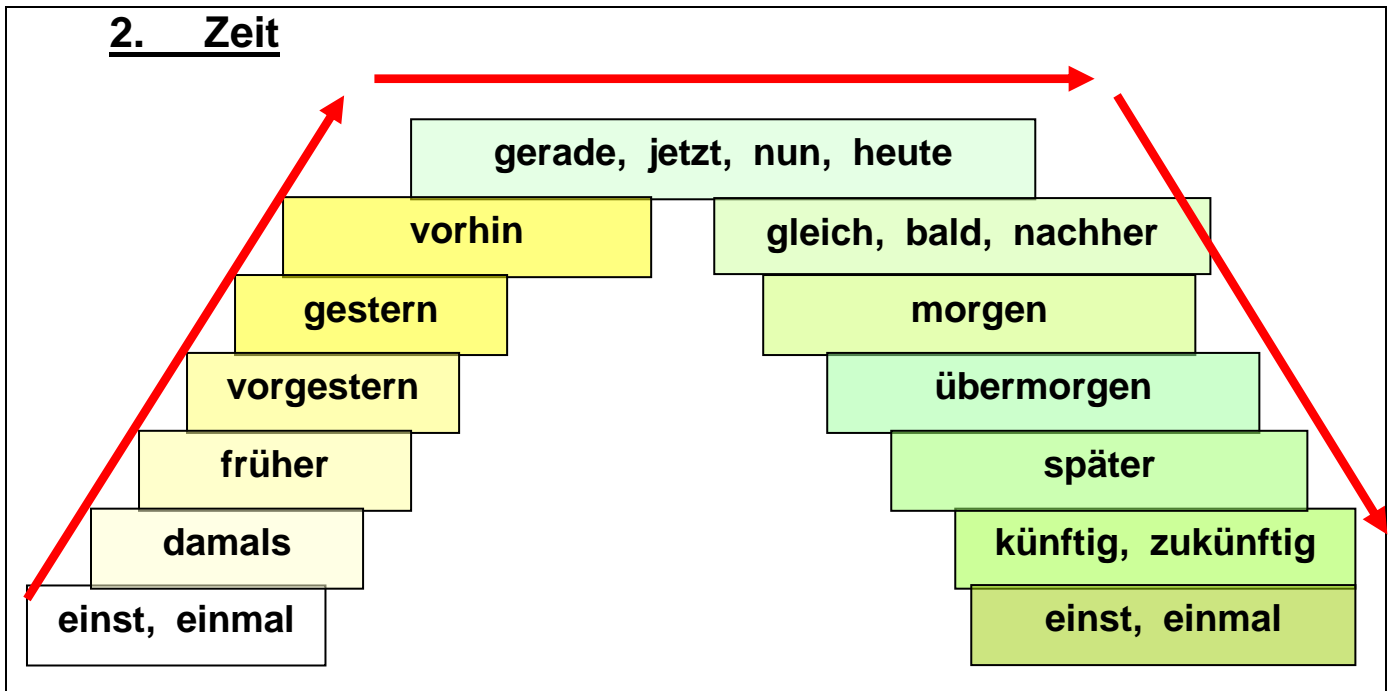 2. Zeit
gerade, jetzt, nun, heute
vorhin
gleich, bald, nachher
gestern
morgen
vorgestern
übermorgen
früher
später
damals
künftig, zukünftig
einst, einmal
einst, einmal